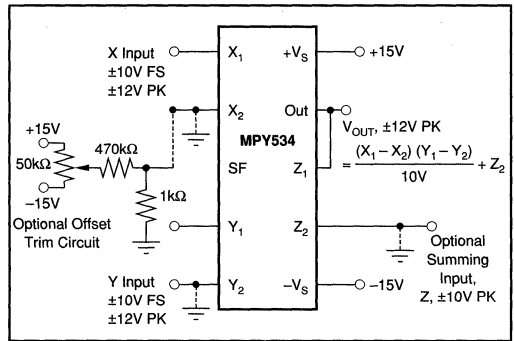 X Input
±10V FS
±12V PK
X₁
+Vₛ
+15V
X₂
Out
MPY534
V_OUT, ±12V PK
= (X₁ – X₂) (Y₁ – Y₂) / 10V + Z₂
+15V
50kΩ
–15V
470kΩ
1kΩ
Optional Offset
Trim Circuit
SF
Z₁
Y₁
Z₂
Optional
Summing
Input,
Z, ±10V PK
Y Input
±10V FS
±12V PK
Y₂
–Vₛ
–15V